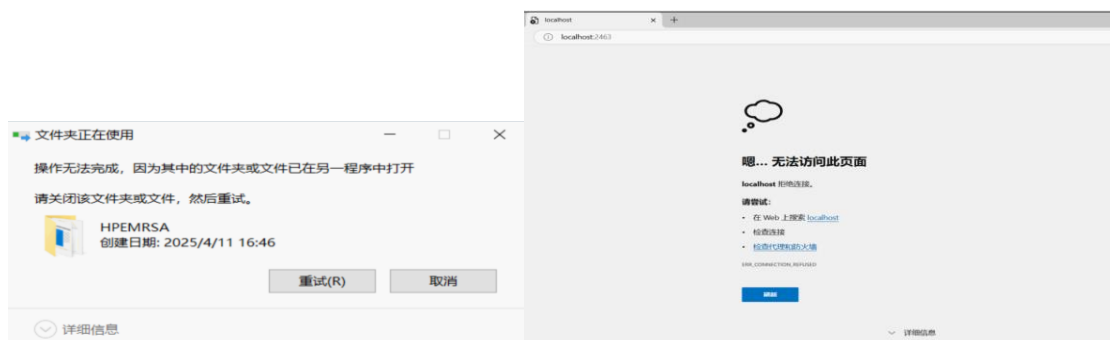 文件夹正在使用
操作无法完成，因为其中的文件夹或文件已在另一程序中打开
请关闭该文件夹或文件，然后重试。
HPEMRSA
创建日期: 2025/4/11 16:46
重试(R)
取消
详细信息
localhost
localhost:2463
嗯... 无法访问此页面
localhost 拒绝连接。
请尝试:
• 在 Web 上搜索 localhost
• 检查连接
• 检查代理和防火墙
ERR_CONNECTION_REFUSED
刷新
详细信息